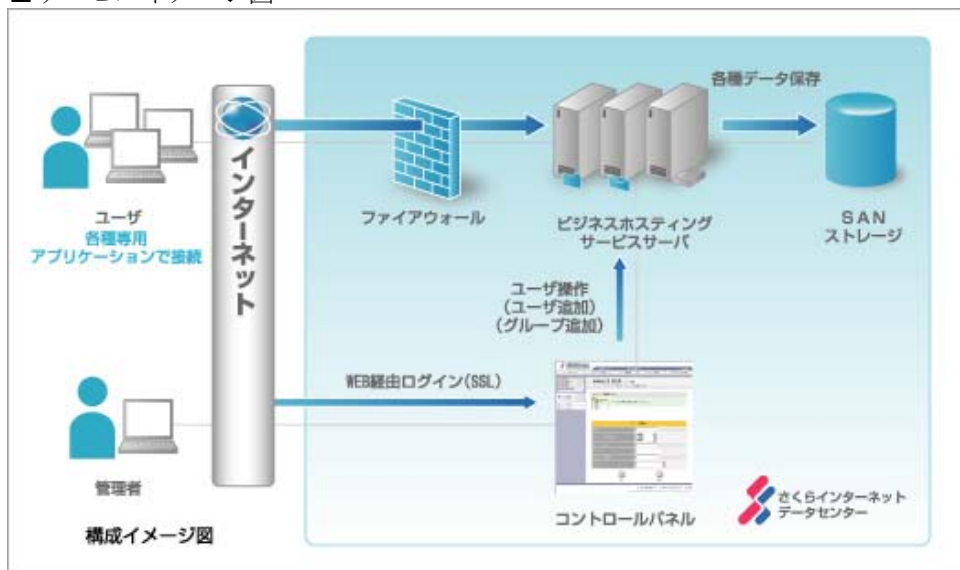 ユーザ
各種専用
アプリケーションで接続
インターネット
ファイアウォール
ビジネスホスティング
サービスサーバ
各種データ保存
SAN
ストレージ
ユーザ操作
(ユーザ追加)
(グループ追加)
WEB経由ログイン(SSL)
管理者
コントロールパネル
さくらインターネット
データセンター
構成イメージ図